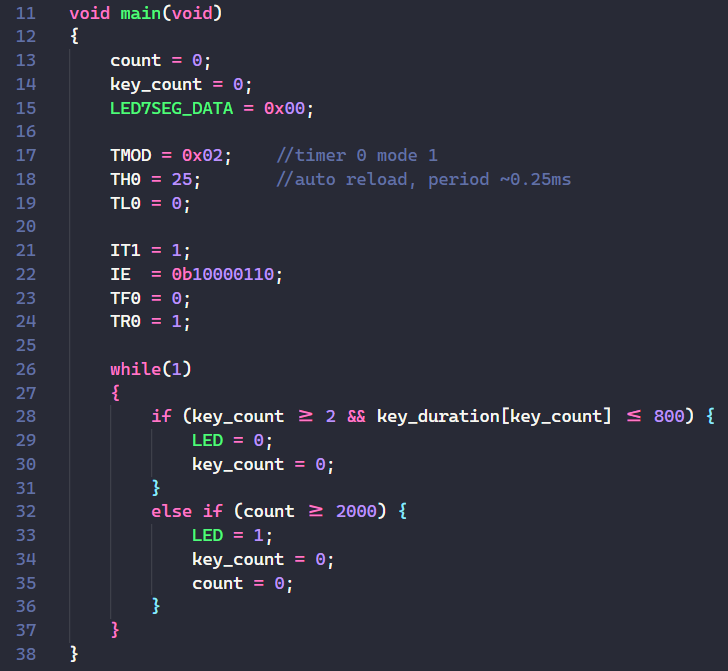 11 void main(void)
12 {
13     count = 0;
14     key_count = 0;
15     LED7SEG_DATA = 0x00;
16
17     TMOD = 0x02;    //timer 0 mode 1
18     TH0 = 25;       //auto reload, period ~0.25ms
19     TL0 = 0;
20
21     IT1 = 1;
22     IE  = 0b10000110;
23     TF0 = 0;
24     TR0 = 1;
25
26     while(1)
27     {
28         if (key_count ≥ 2 && key_duration[key_count] ≤ 800) {
29             LED = 0;
30             key_count = 0;
31         }
32         else if (count ≥ 2000) {
33             LED = 1;
34             key_count = 0;
35             count = 0;
36         }
37     }
38 }